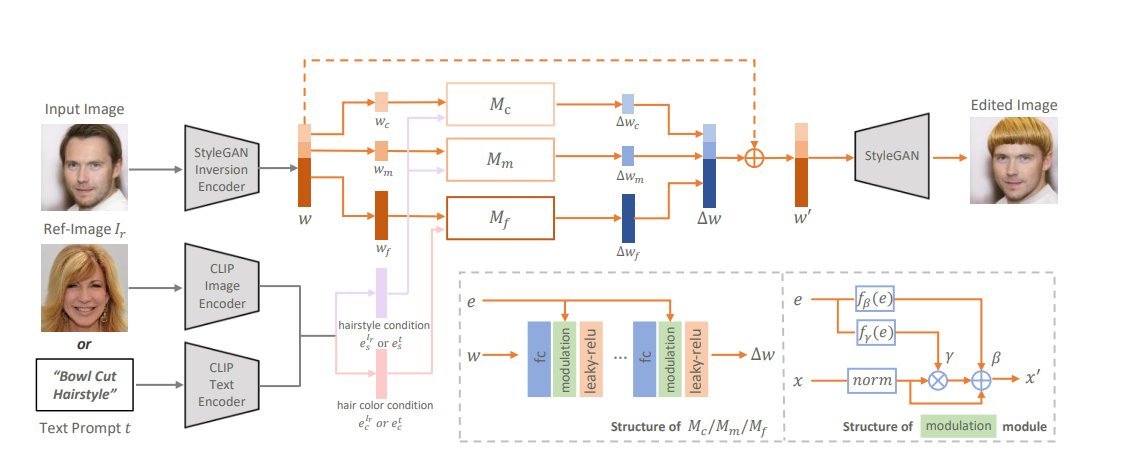 Input Image
StyleGAN
Inversion
Encoder
w
w_c
w_m
w_f
M_c
M_m
M_f
Δw_c
Δw_m
Δw_f
Δw
w′
StyleGAN
Edited Image
Ref-Image I_r
CLIP
Image
Encoder
or
"Bowl Cut
Hairstyle"
Text Prompt t
CLIP
Text
Encoder
hairstyle condition
e_s^{I_r} or e_s^t
hair color condition
e_c^{I_r} or e_c^t
e
w
fc
modulation
leaky-relu
...
fc
modulation
leaky-relu
Δw
Structure of M_c/M_m/M_f
e
f_β(e)
f_γ(e)
γ
β
x
norm
x′
Structure of modulation module